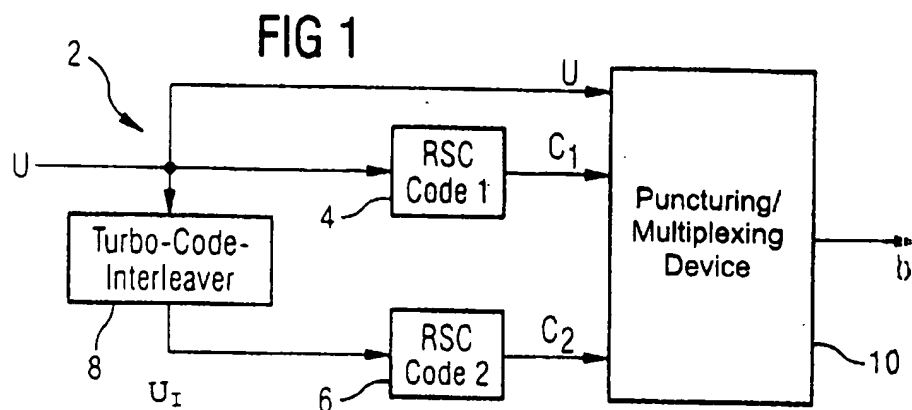 FIG 1
2
U
U
RSC
Code 1
C1
4
Puncturing/
Multiplexing
Device
b
Turbo-Code-
Interleaver
8
UI
RSC
Code 2
C2
6
10